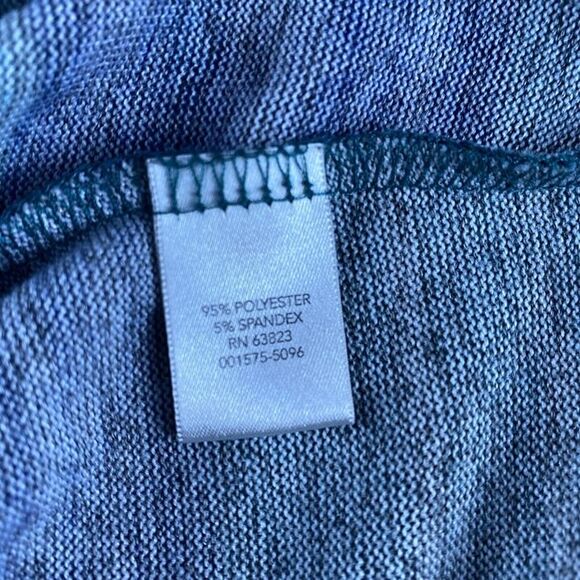 95% POLYESTER
5% SPANDEX
RN 63823
001575-5096